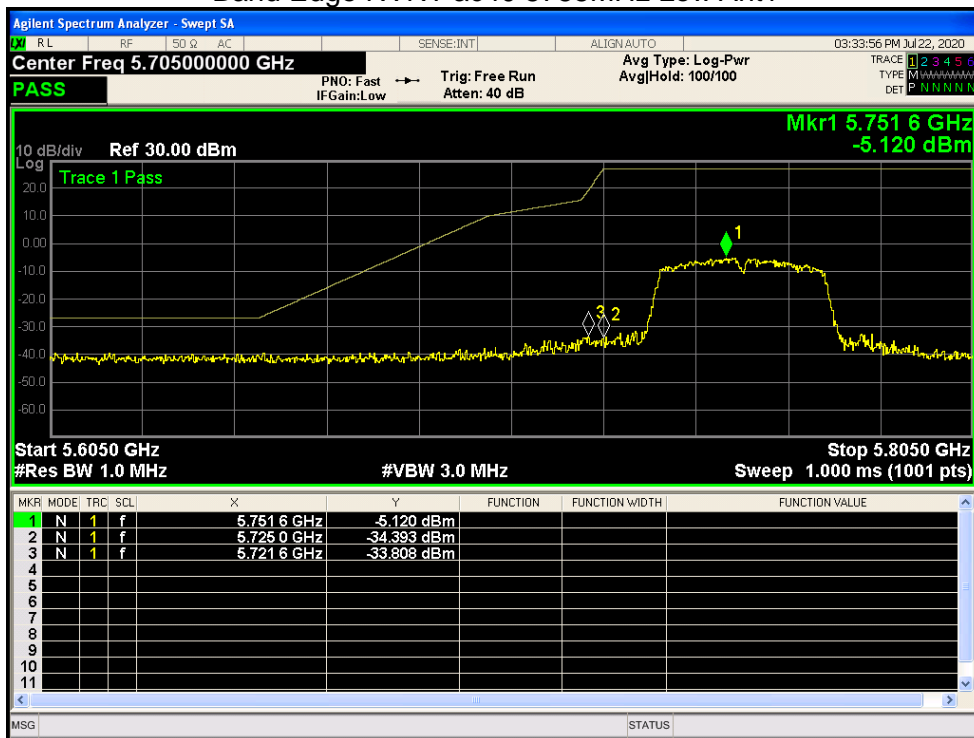 Agilent Spectrum Analyzer - Swept SA
LXI RL RF 50 Ω AC SENSE:INT ALIGN AUTO 03:33:56 PM Jul 22, 2020
Center Freq 5.705000000 GHz
PASS
PNO: Fast
IFGain:Low
Trig: Free Run
Atten: 40 dB
Avg Type: Log-Pwr
Avg|Hold: 100/100
TRACE 1 2 3 4 5 6
TYPE M
DET P N N N N N
Mkr1 5.751 6 GHz
-5.120 dBm
10 dB/div Ref 30.00 dBm
Log
Trace 1 Pass
20.0
10.0
0.00
-10.0
-20.0
-30.0
-40.0
-50.0
-60.0
1
3 2
Start 5.6050 GHz Stop 5.8050 GHz
#Res BW 1.0 MHz #VBW 3.0 MHz Sweep 1.000 ms (1001 pts)
MKR MODE TRC SCL X Y FUNCTION FUNCTION WIDTH FUNCTION VALUE
1 N 1 f 5.751 6 GHz -5.120 dBm
2 N 1 f 5.725 0 GHz -34.393 dBm
3 N 1 f 5.721 6 GHz -33.808 dBm
4
5
6
7
8
9
10
11
MSG STATUS